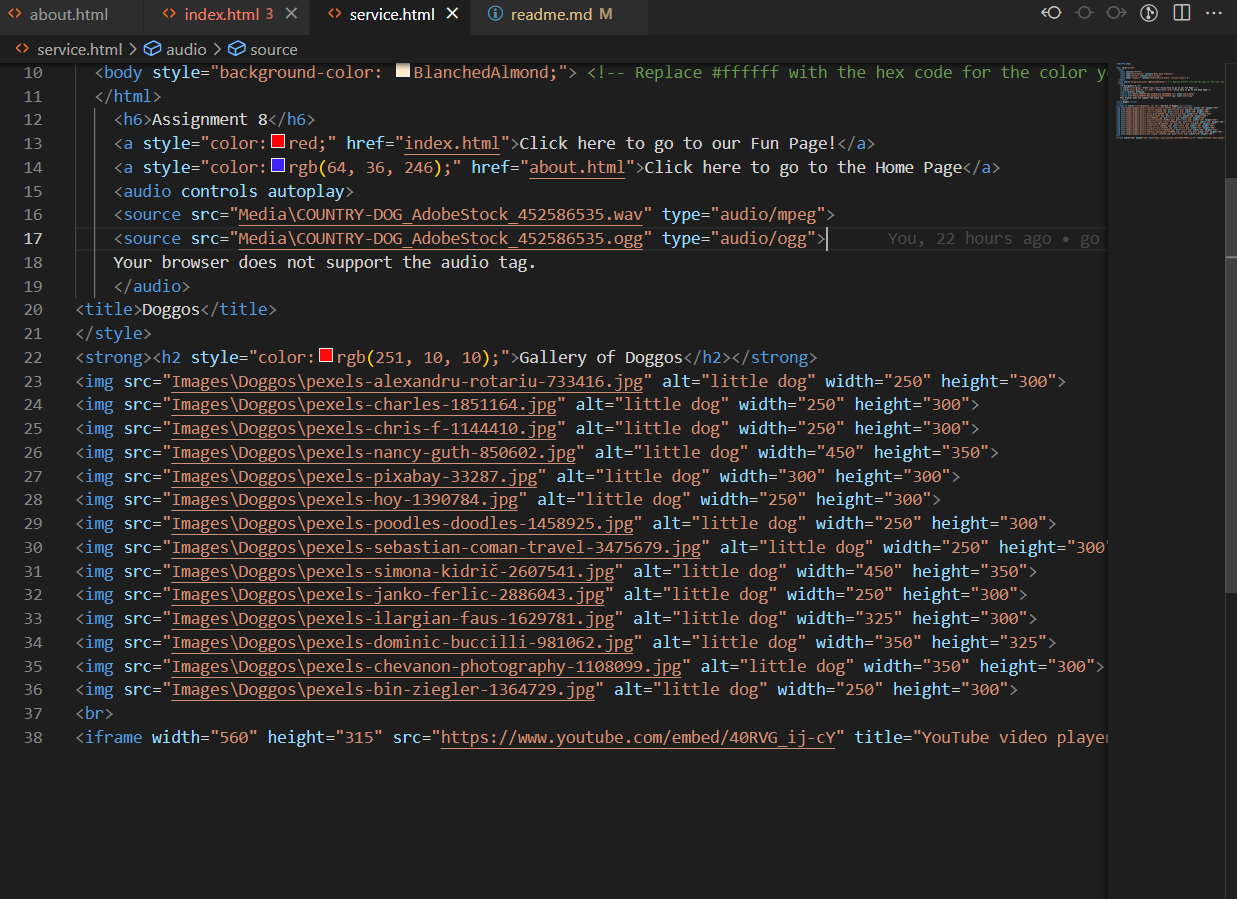 about.html index.html 3 service.html readme.md M
service.html > audio > source
10 <body style="background-color: BlanchedAlmond;"> <!-- Replace #ffffff with the hex code for the color y
11 </html>
12 <h6>Assignment 8</h6>
13 <a style="color:red;" href="index.html">Click here to go to our Fun Page!</a>
14 <a style="color:rgb(64, 36, 246);" href="about.html">Click here to go to the Home Page</a>
15 <audio controls autoplay>
16 <source src="Media\COUNTRY-DOG_AdobeStock_452586535.wav" type="audio/mpeg">
17 <source src="Media\COUNTRY-DOG_AdobeStock_452586535.ogg" type="audio/ogg"> You, 22 hours ago • go
18 Your browser does not support the audio tag.
19 </audio>
20 <title>Doggos</title>
21 </style>
22 <strong><h2 style="color:rgb(251, 10, 10);">Gallery of Doggos</h2></strong>
23 <img src="Images\Doggos\pexels-alexandru-rotariu-733416.jpg" alt="little dog" width="250" height="300">
24 <img src="Images\Doggos\pexels-charles-1851164.jpg" alt="little dog" width="250" height="300">
25 <img src="Images\Doggos\pexels-chris-f-1144410.jpg" alt="little dog" width="250" height="300">
26 <img src="Images\Doggos\pexels-nancy-guth-850602.jpg" alt="little dog" width="450" height="350">
27 <img src="Images\Doggos\pexels-pixabay-33287.jpg" alt="little dog" width="300" height="300">
28 <img src="Images\Doggos\pexels-hoy-1390784.jpg" alt="little dog" width="250" height="300">
29 <img src="Images\Doggos\pexels-poodles-doodles-1458925.jpg" alt="little dog" width="250" height="300">
30 <img src="Images\Doggos\pexels-sebastian-coman-travel-3475679.jpg" alt="little dog" width="250" height="300"
31 <img src="Images\Doggos\pexels-simona-kidrič-2607541.jpg" alt="little dog" width="450" height="350">
32 <img src="Images\Doggos\pexels-janko-ferlic-2886043.jpg" alt="little dog" width="250" height="300">
33 <img src="Images\Doggos\pexels-ilargian-faus-1629781.jpg" alt="little dog" width="325" height="300">
34 <img src="Images\Doggos\pexels-dominic-buccilli-981062.jpg" alt="little dog" width="350" height="325">
35 <img src="Images\Doggos\pexels-chevanon-photography-1108099.jpg" alt="little dog" width="350" height="300">
36 <img src="Images\Doggos\pexels-bin-ziegler-1364729.jpg" alt="little dog" width="250" height="300">
37 <br>
38 <iframe width="560" height="315" src="https://www.youtube.com/embed/40RVG_ij-cY" title="YouTube video player